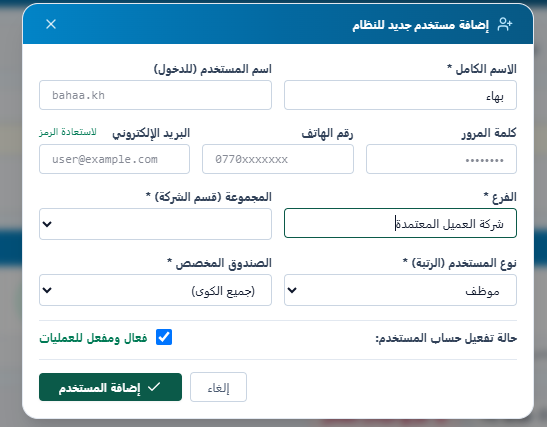 إضافة مستخدم جديد للنظام
الاسم الكامل *
اسم المستخدم (للدخول)
بهاء
bahaa.kh
كلمة المرور
رقم الهاتف
البريد الإلكتروني
لاستعادة الرمز
••••••••
0770xxxxxxx
user@example.com
الفرع *
المجموعة (قسم الشركة) *
شركة العميل المعتمدة
نوع المستخدم (الرتبة) *
الصندوق المخصص *
موظف
(جميع الكوى)
حالة تفعيل حساب المستخدم:
فعال ومفعل للعمليات
إلغاء
إضافة المستخدم